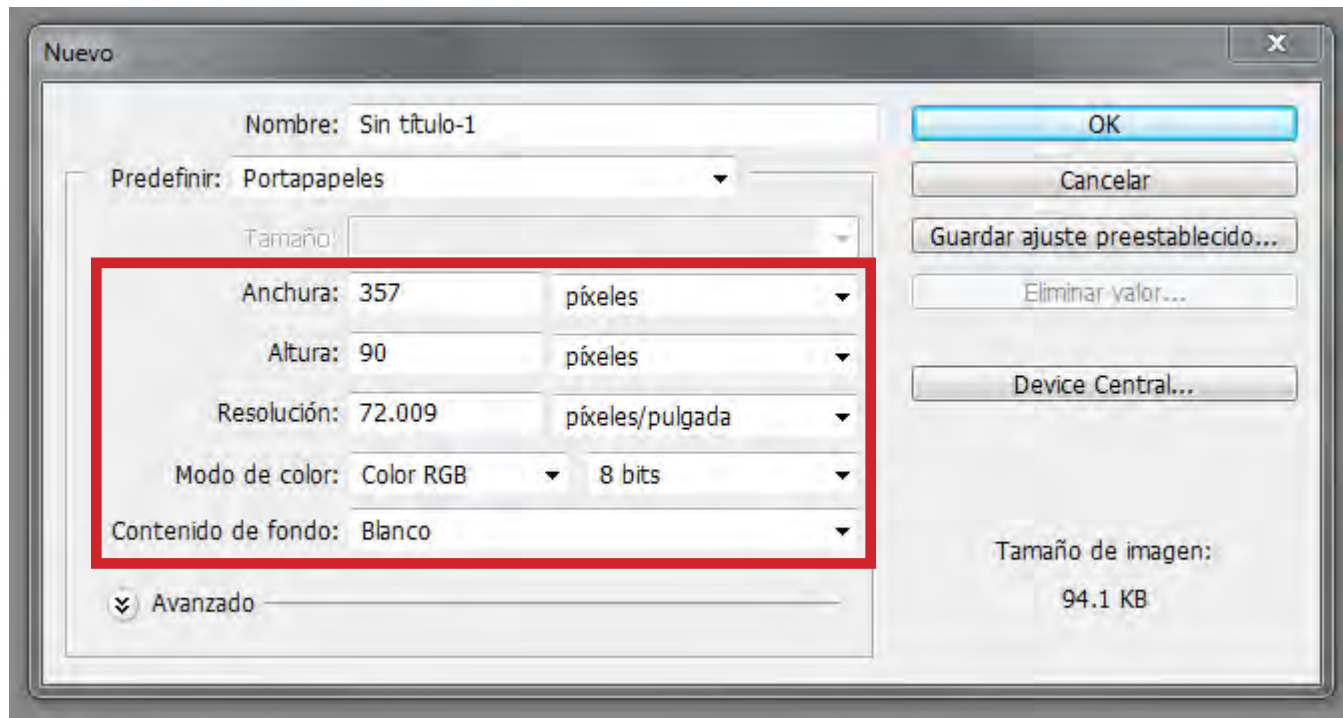 Nuevo
X
Nombre: Sin título-1
OK
Predefinir: Portapapeles
Cancelar
Tamaño:
Guardar ajuste preestablecido...
Anchura: 357 píxeles
Eliminar valor...
Altura: 90 píxeles
Device Central...
Resolución: 72.009 píxeles/pulgada
Modo de color: Color RGB 8 bits
Contenido de fondo: Blanco
Tamaño de imagen:
94.1 KB
Avanzado